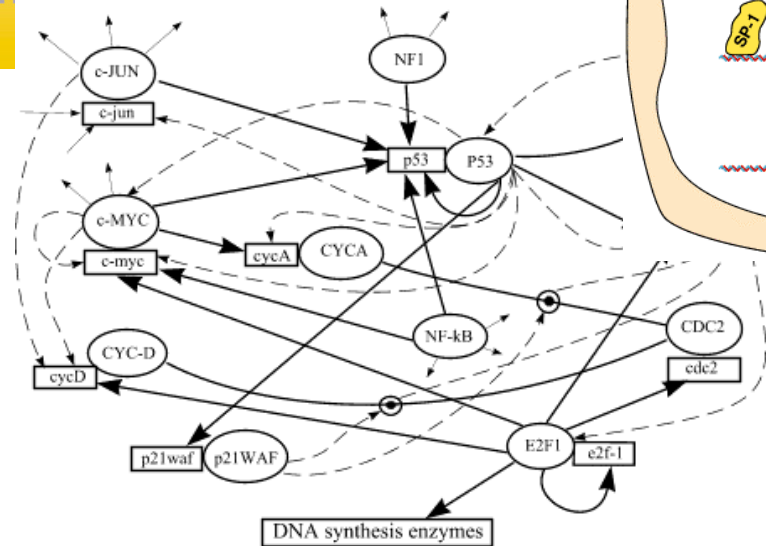 SP-1
c-JUN
NF1
c-jun
p53
P53
c-MYC
cycA
CYCA
c-myc
NF-kB
CDC2
CYC-D
cdc2
cycD
E2F1
e2f-1
p21waf
p21WAF
DNA synthesis enzymes